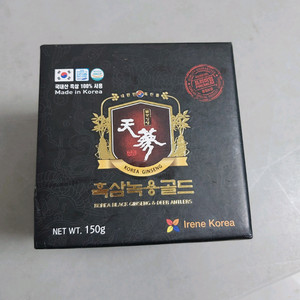 국내산 흑삼 100% 사용
Made in Korea
天蔘
KOREA GINSENG
흑삼녹용골드
KOREA BLACK GINSENG & DEER ANTLERS
NET WT. 150g
Irene Korea